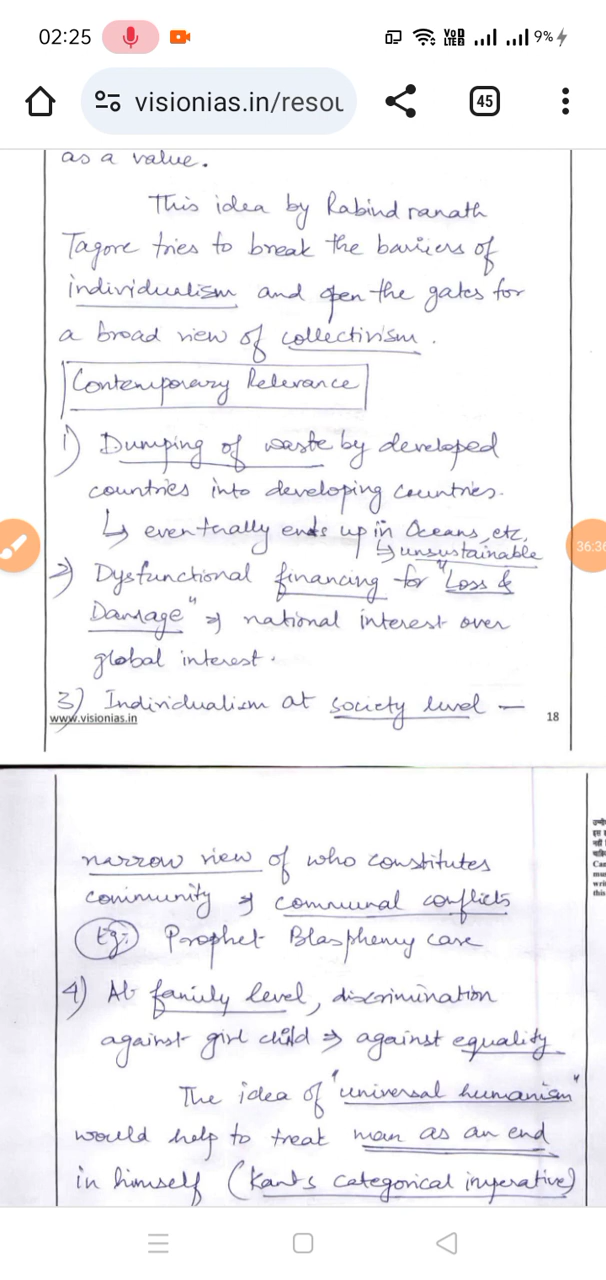 02:25
VoD LTE2 9%
visionias.in/resou
45
as a value.
This idea by Rabindranath
Tagore tries to break the barriers of
individualism and open the gates for
a broad view of collectivism.
Contemporary Relevance
1) Dumping of waste by developed
countries into developing countries.
↳ eventually ends up in Oceans, etc.
↳ unsustainable
2) Dysfunctional financing for "Loss &
Damage" ⇒ national interest over
global interest.
36:36
3) Individualism at society level —
www.visionias.in
18
narrow view of who constitutes
community ⇒ communal conflicts
Eg:) Prophet Blasphemy case
4) At family level, discrimination
against girl child ⇒ against equality
The idea of "universal humanism"
would help to treat man as an end
in himself (Kant's categorical imperative)